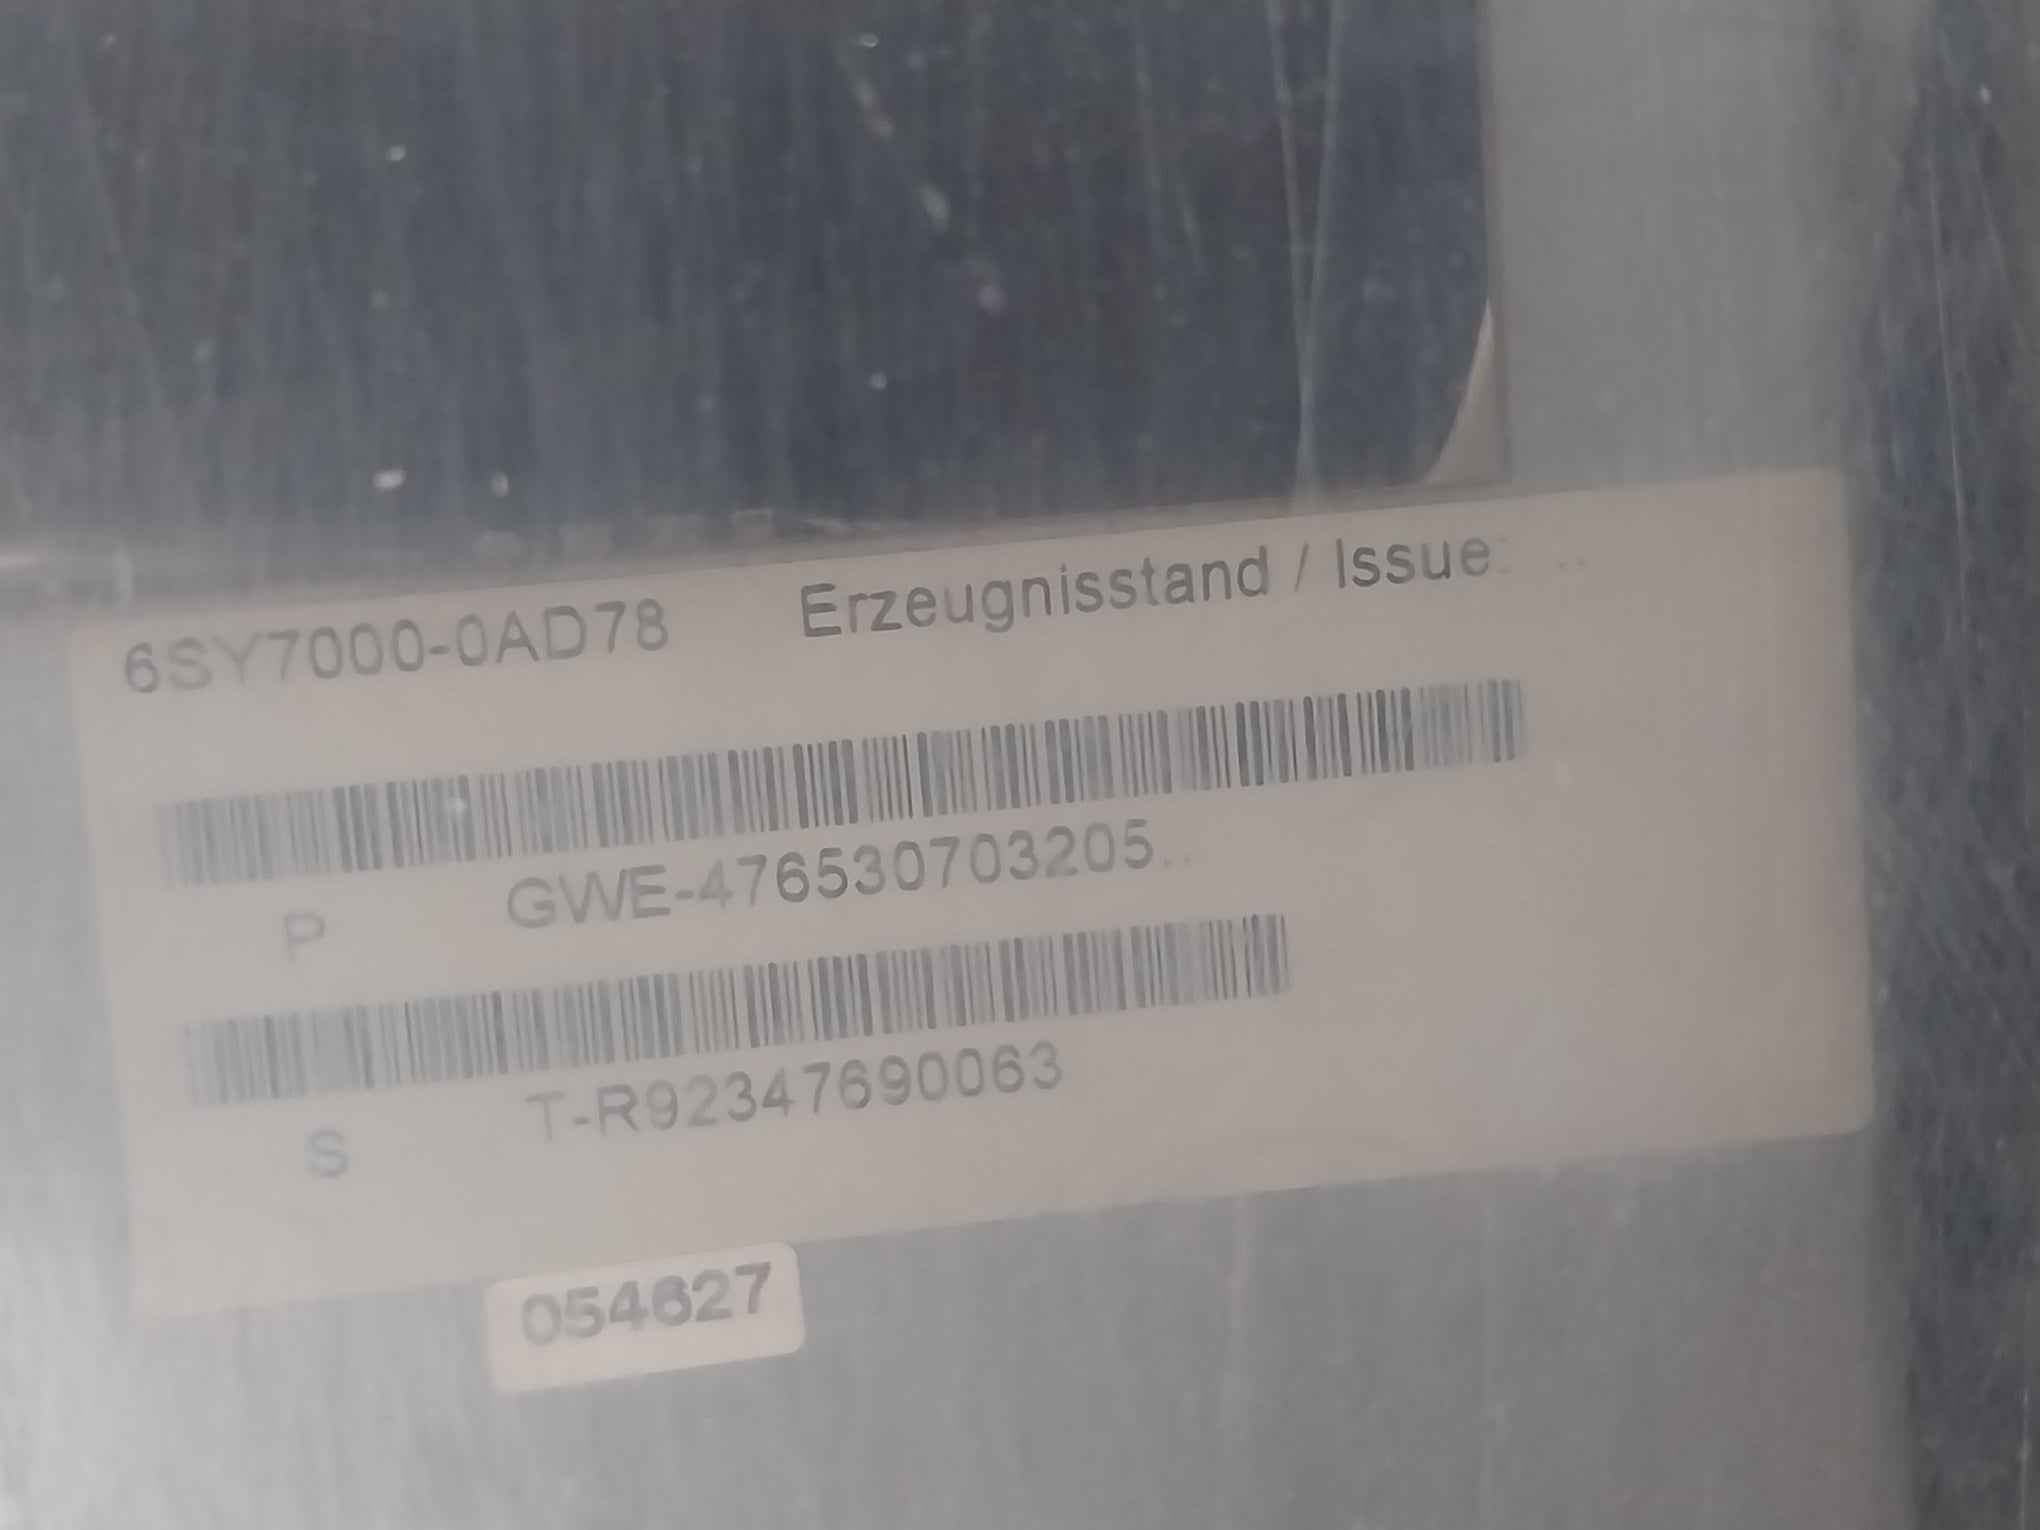 6SY7000-0AD78 Erzeugnisstand / Issue: ..
P GWE-476530703205..
S T-R92347690063
054627